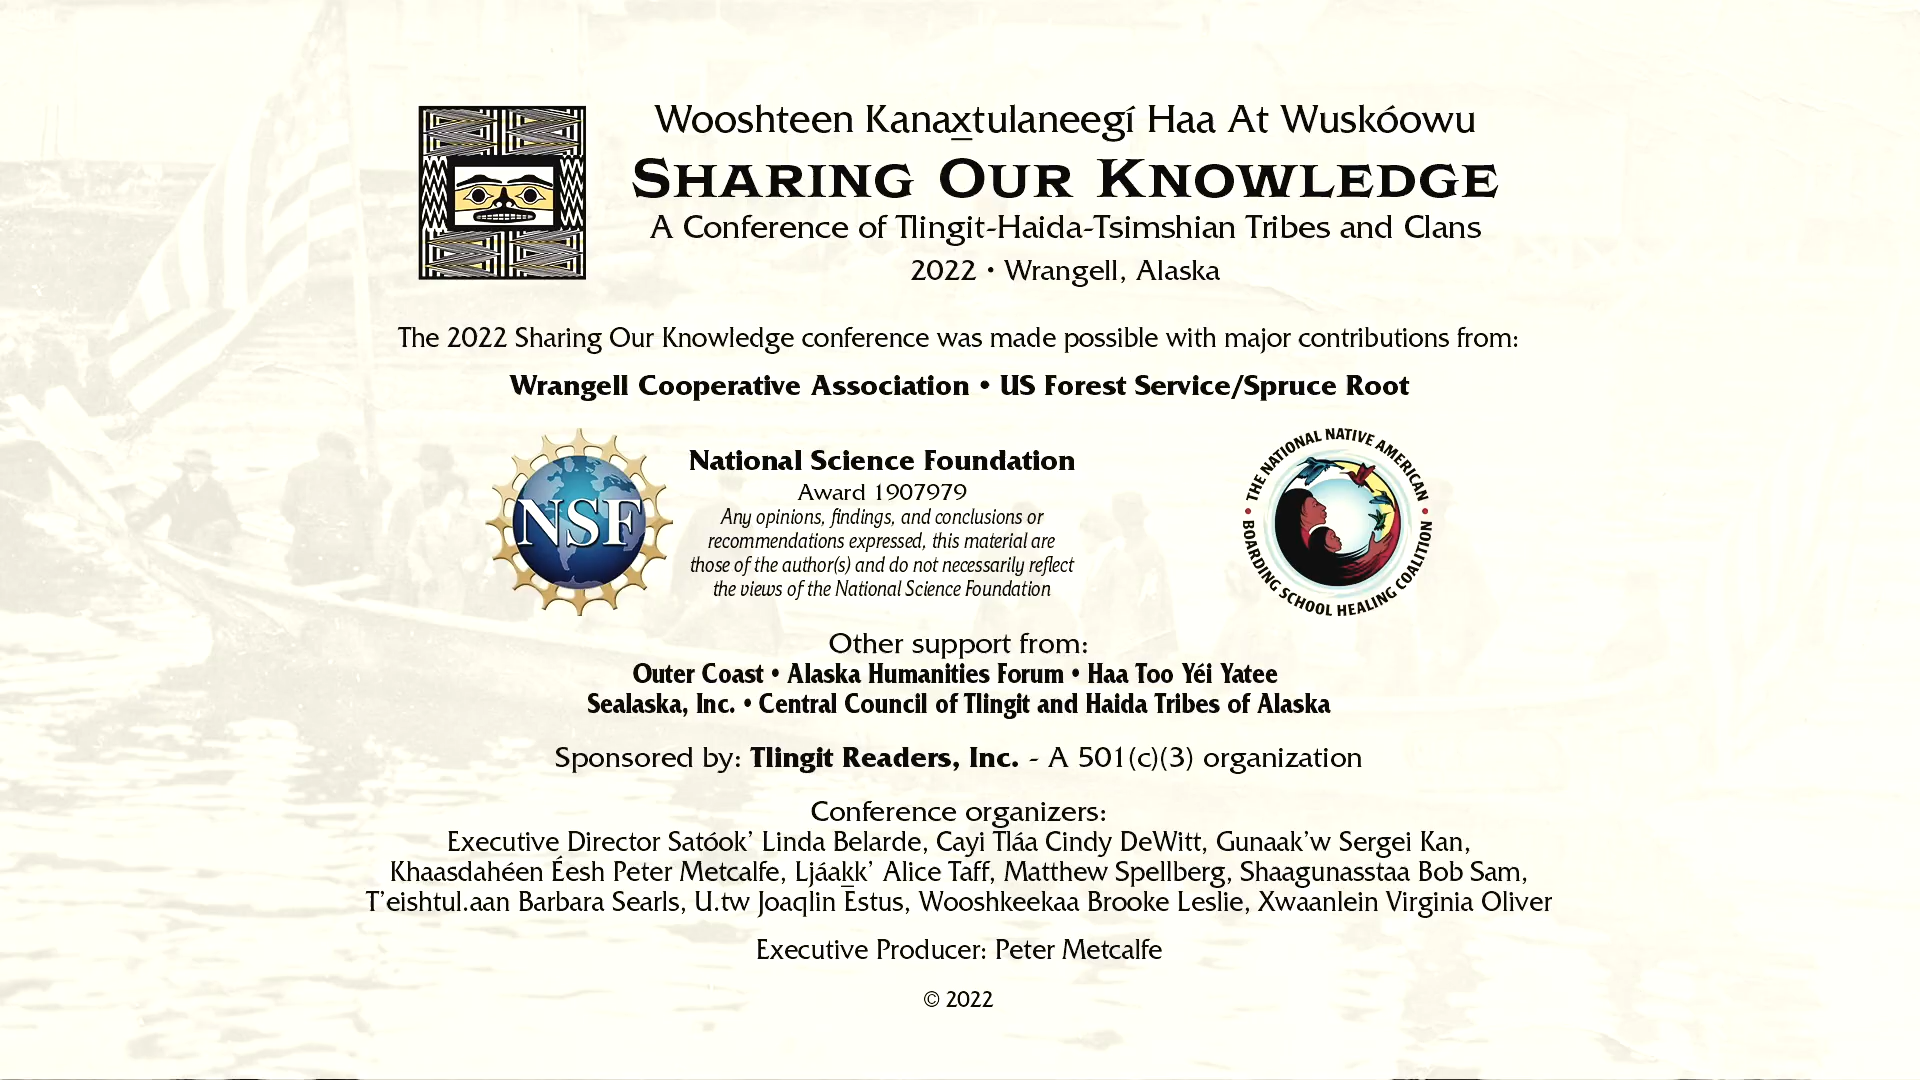 Wooshteen Kanax̲tulaneegí Haa At Wuskóowu
Sharing Our Knowledge
A Conference of Tlingit-Haida-Tsimshian Tribes and Clans
2022 • Wrangell, Alaska
The 2022 Sharing Our Knowledge conference was made possible with major contributions from:
Wrangell Cooperative Association • US Forest Service/Spruce Root
NSF
National Science Foundation
Award 1907979
Any opinions, findings, and conclusions or
recommendations expressed, this material are
those of the author(s) and do not necessarily reflect
the views of the National Science Foundation
• THE NATIONAL NATIVE AMERICAN •
BOARDING SCHOOL HEALING COALITION
Other support from:
Outer Coast • Alaska Humanities Forum • Haa Too Yéi Yatee
Sealaska, Inc. • Central Council of Tlingit and Haida Tribes of Alaska
Sponsored by: Tlingit Readers, Inc. - A 501(c)(3) organization
Conference organizers:
Executive Director Satóok’ Linda Belarde, Cayi Tláa Cindy DeWitt, Gunaak’w Sergei Kan,
Khaasdahéen Éesh Peter Metcalfe, Ljáak̲k’ Alice Taff, Matthew Spellberg, Shaagunasstaa Bob Sam,
T’eishtul.aan Barbara Searls, U.tw Joaqlin Estus, Wooshkeekaa Brooke Leslie, Xwaanlein Virginia Oliver
Executive Producer: Peter Metcalfe
© 2022